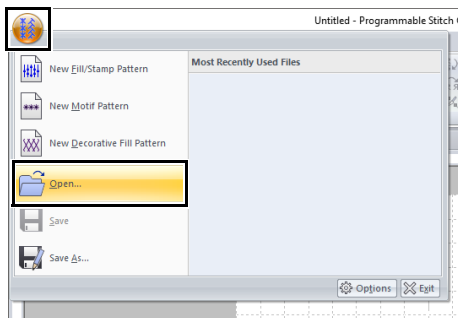 Untitled - Programmable Stitch
New Fill/Stamp Pattern
New Motif Pattern
New Decorative Fill Pattern
Open...
Save
Save As...
Most Recently Used Files
Options
Exit